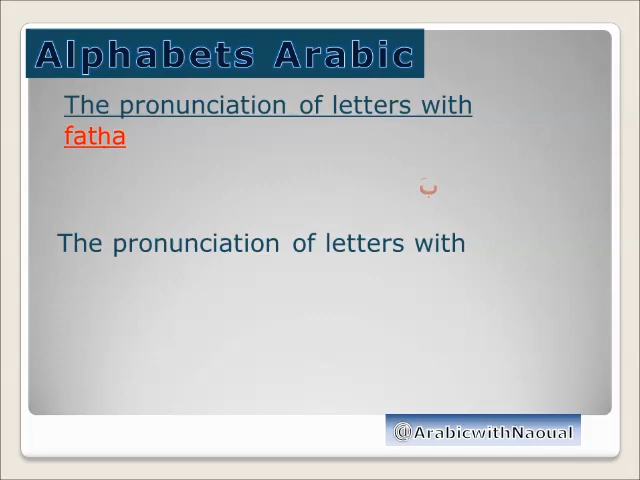 Alphabets Arabic
The pronunciation of letters with
fatha
بَ
The pronunciation of letters with
@ArabicwithNaoual